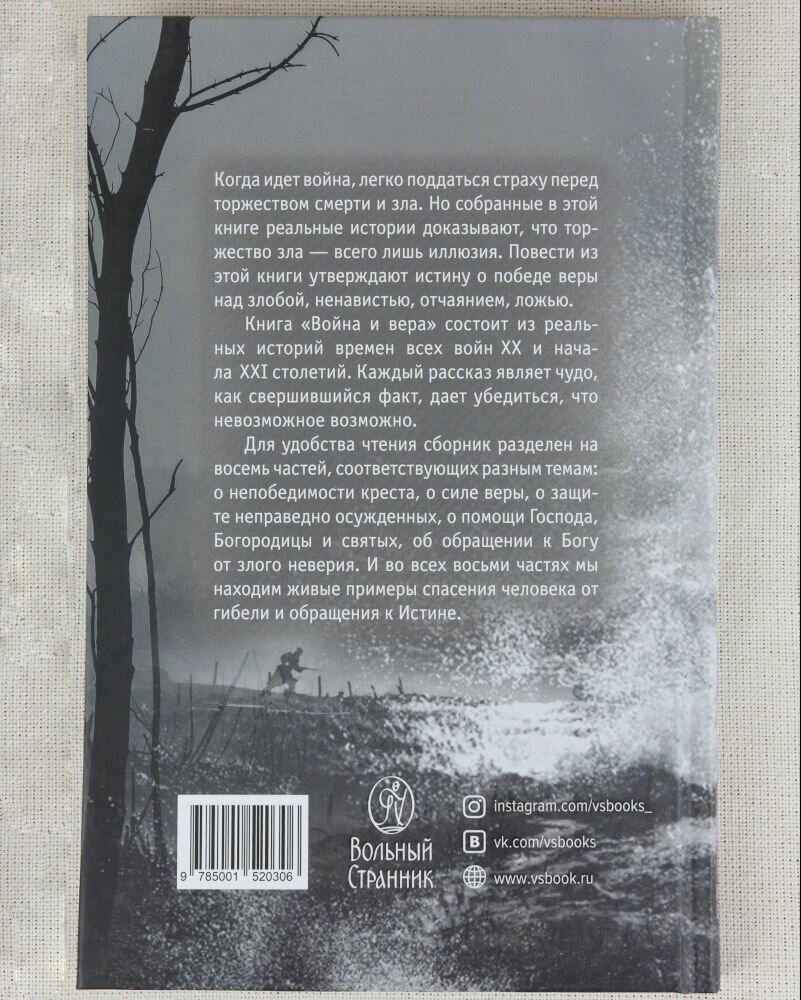 Когда идет война, легко поддаться страху перед
торжеством смерти и зла. Но собранные в этой
книге реальные истории доказывают, что тор-
жество зла — всего лишь иллюзия. Повести из
этой книги утверждают истину о победе веры
над злобой, ненавистью, отчаянием, ложью.
Книга «Война и вера» состоит из реаль-
ных историй времен всех войн XX и нача-
ла XXI столетий. Каждый рассказ являет чудо,
как свершившийся факт, дает убедиться, что
невозможное возможно.
Для удобства чтения сборник разделен на
восемь частей, соответствующих разным темам:
о непобедимости креста, о силе веры, о защи-
те неправедно осужденных, о помощи Господа,
Богородицы и святых, об обращении к Богу
от злого неверия. И во всех восьми частях мы
находим живые примеры спасения человека от
гибели и обращения к Истине.
9 785001 520306
Вольный
Странник
instagram.com/vsbooks_
vk.com/vsbooks
www.vsbook.ru